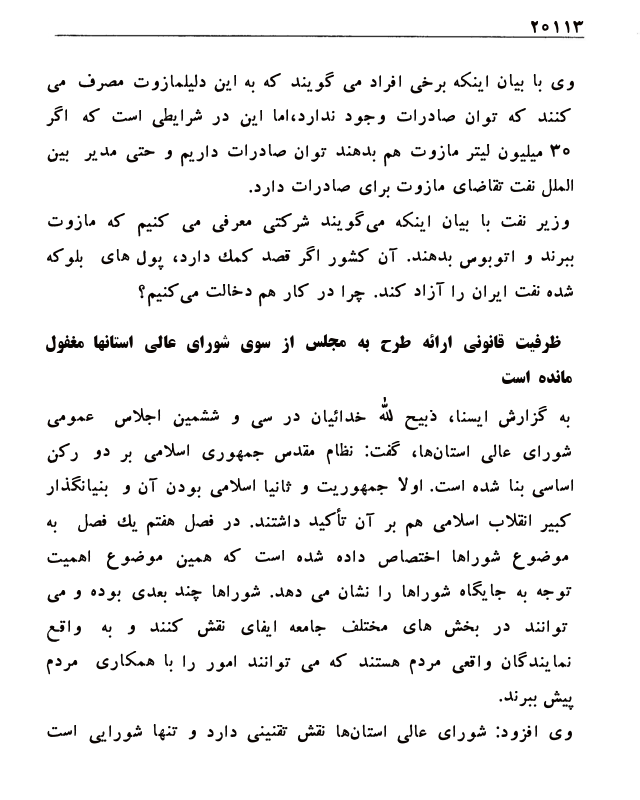 ۲۰۱۱۳
وی با بیان اینکه برخی افراد می گویند که به این دلیلمازوت مصرف می
کنند که توان صادرات وجود ندارد،اما این در شرایطی است که اگر
۳۰ میلیون لیتر مازوت هم بدهند توان صادرات داریم و حتی مدیر بین
الملل نفت تقاضای مازوت برای صادرات دارد.
وزیر نفت با بیان اینکه می‌گویند شرکتی معرفی می کنیم که مازوت
ببرند و اتوبوس بدهند. آن کشور اگر قصد کمك دارد، پول های بلوکه
شده نفت ایران را آزاد کند. چرا در کار هم دخالت می‌کنیم؟
ظرفیت قانونی ارائه طرح به مجلس از سوی شورای عالی استانها مغفول
مانده است
به گزارش ایسنا، ذبیح لله خدائیان در سی و ششمین اجلاس عمومی
شورای عالی استان‌ها، گفت: نظام مقدس جمهوری اسلامی بر دو رکن
اساسی بنا شده است. اولا جمهوریت و ثانیا اسلامی بودن آن و بنیانگذار
کبیر انقلاب اسلامی هم بر آن تأکید داشتند. در فصل هفتم یك فصل به
موضوع شوراها اختصاص داده شده است که همین موضوع اهمیت
توجه به جایگاه شوراها را نشان می دهد. شوراها چند بعدی بوده و می
توانند در بخش های مختلف جامعه ایفای نقش کنند و به واقع
نمایندگان واقعی مردم هستند که می توانند امور را با همکاری مردم
پیش ببرند.
وی افزود: شورای عالی استان‌ها نقش تقنینی دارد و تنها شورایی است